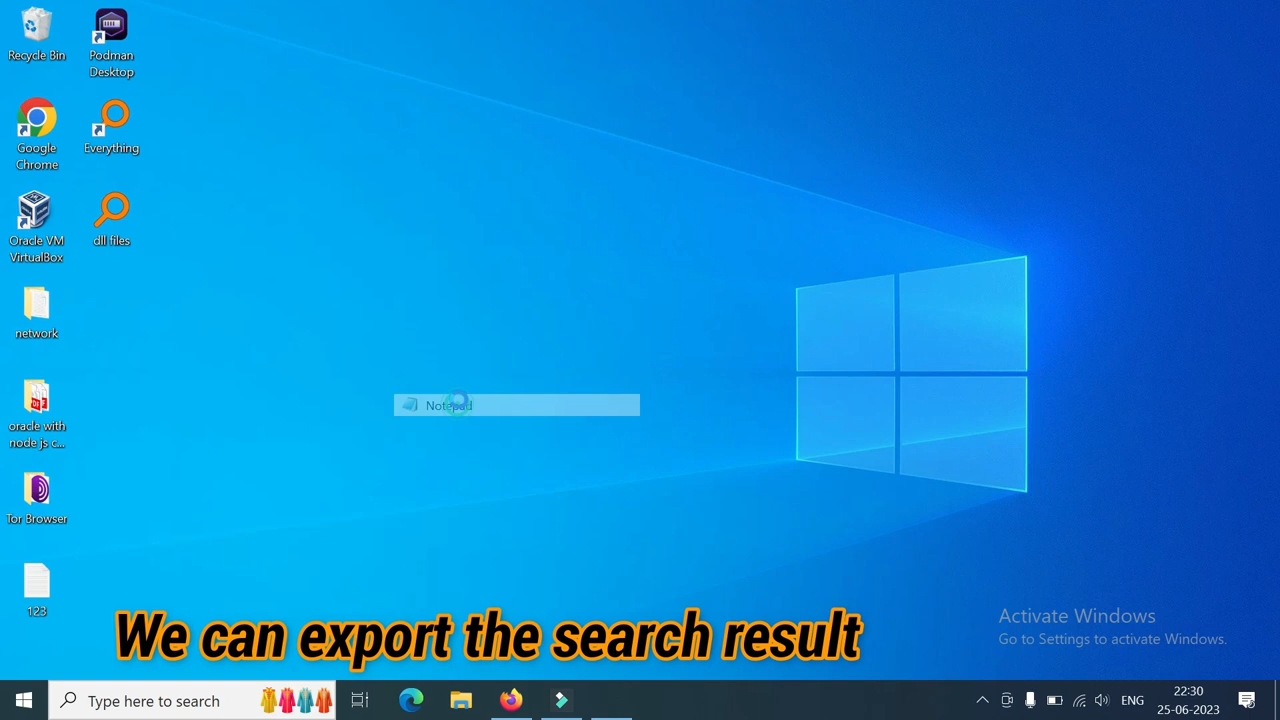 Recycle Bin
Podman
Desktop
Google
Chrome
Everything
Oracle VM
VirtualBox
dll files
network
Notepad
oracle with
node js c...
Tor Browser
123
We can export the search result
Activate Windows
Go to Settings to activate Windows.
Type here to search
ENG
22:30
25-06-2023